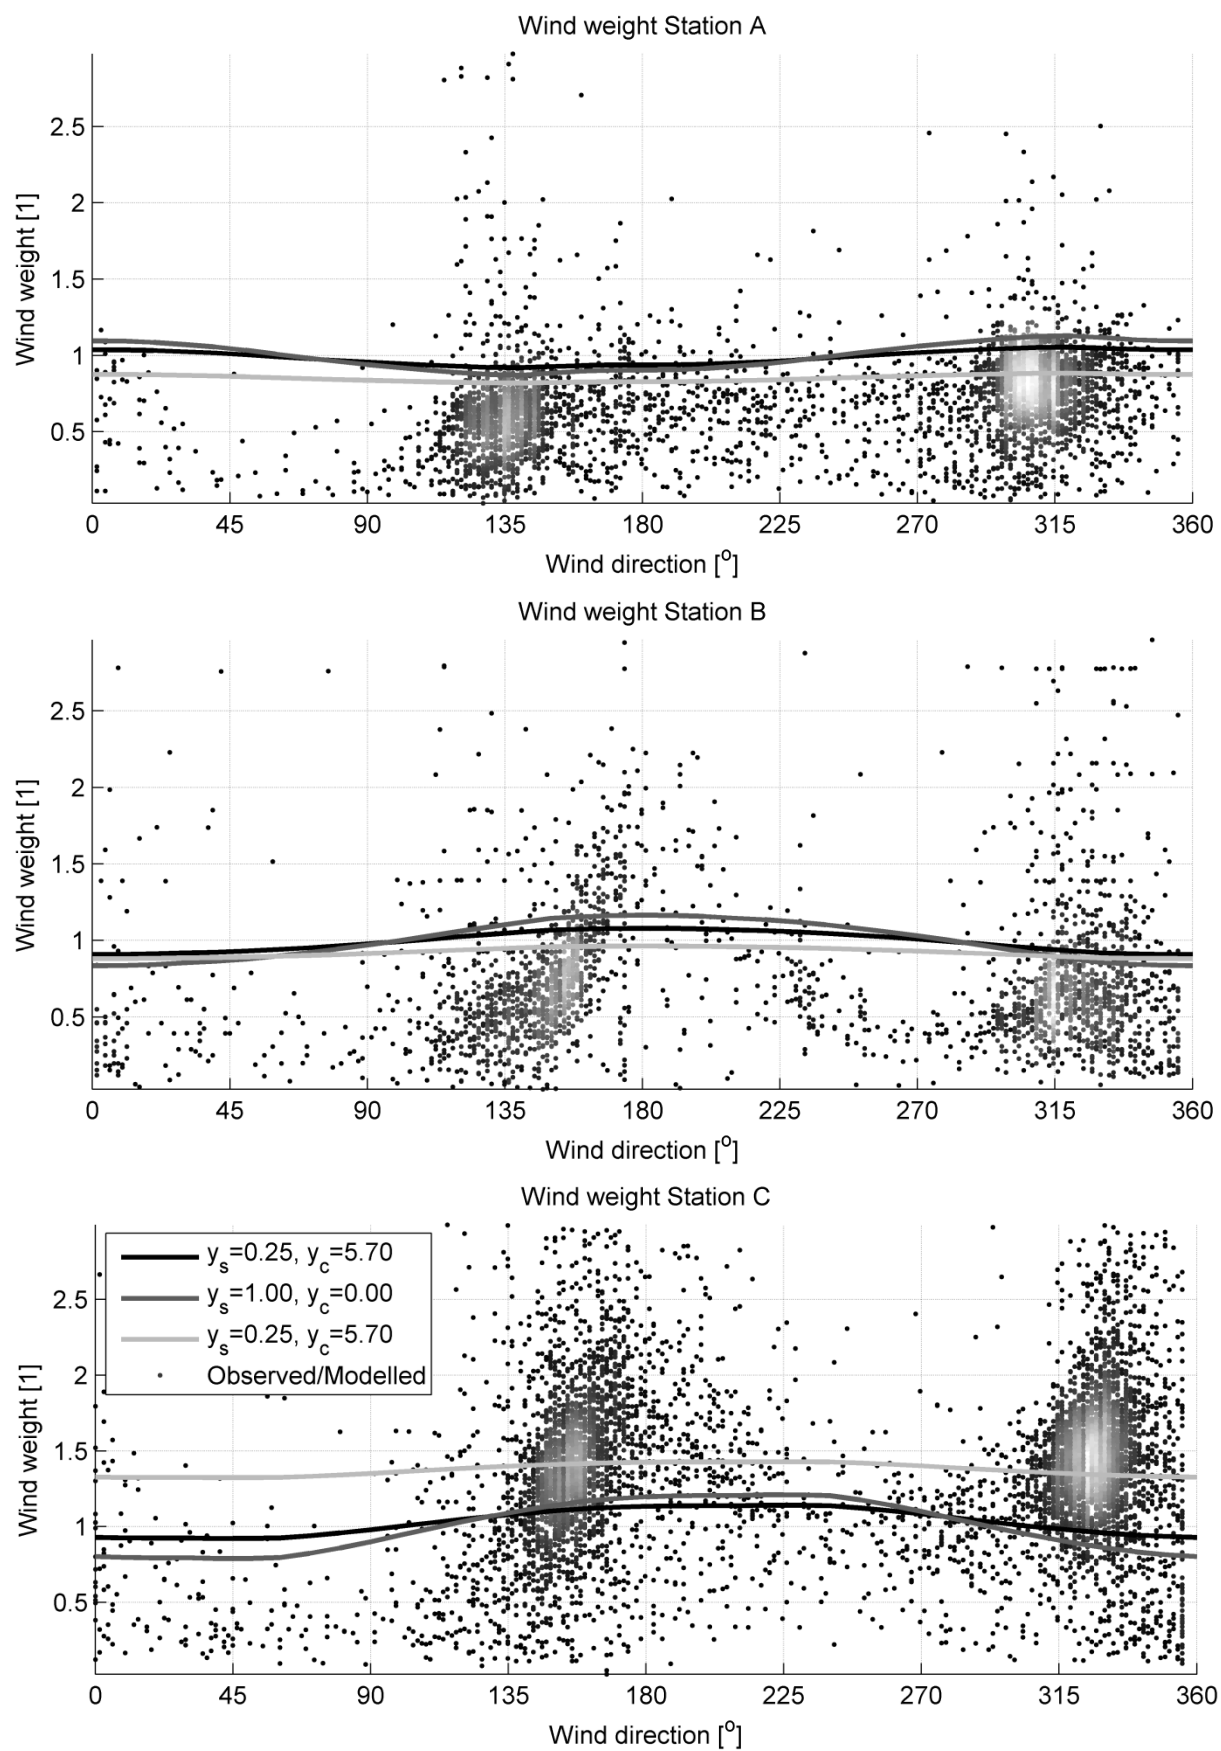 Wind weight Station A
Wind weight [1]
2.5
2
1.5
1
0.5
0 45 90 135 180 225 270 315 360
Wind direction [o]
Wind weight Station B
Wind weight [1]
2.5
2
1.5
1
0.5
0 45 90 135 180 225 270 315 360
Wind direction [o]
Wind weight Station C
Wind weight [1]
2.5
2
1.5
1
0.5
ys=0.25, yc=5.70
ys=1.00, yc=0.00
ys=0.25, yc=5.70
Observed/Modelled
0 45 90 135 180 225 270 315 360
Wind direction [o]